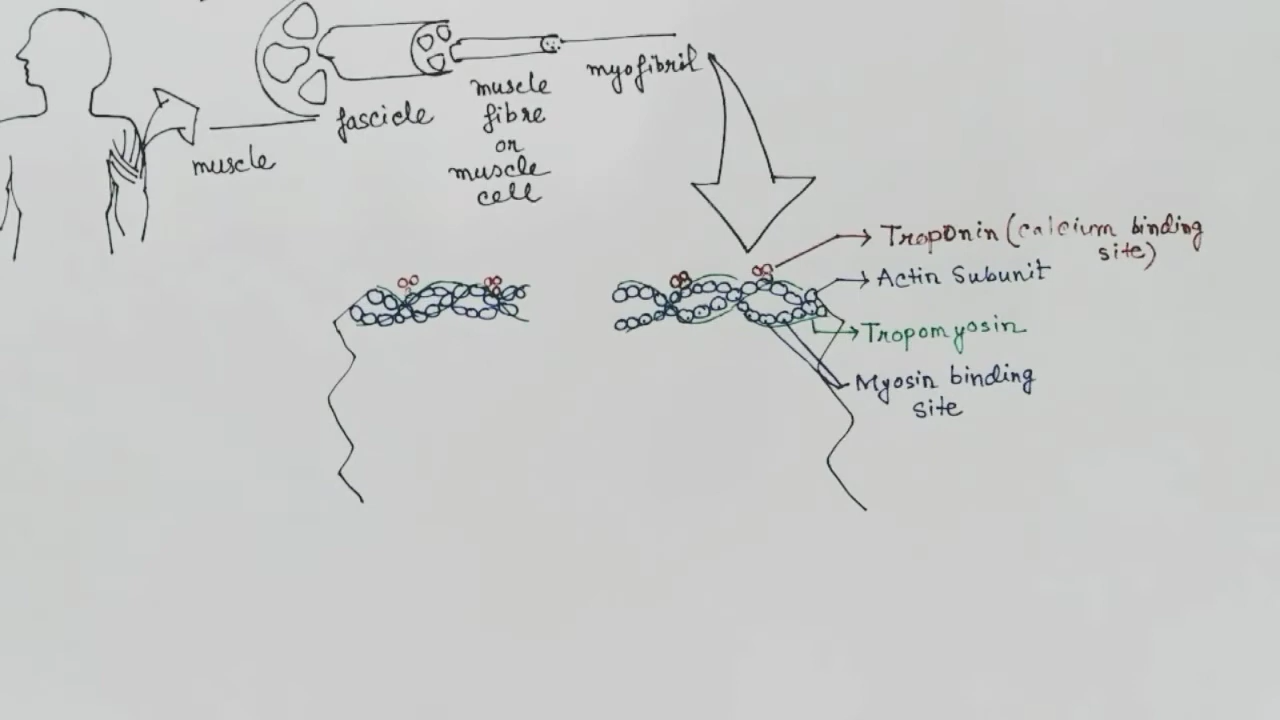 muscle
fascicle
muscle
fibre
or
muscle
cell
myofibril
Troponin (calcium binding
site)
Actin Subunit
Tropomyosin
Myosin binding
site